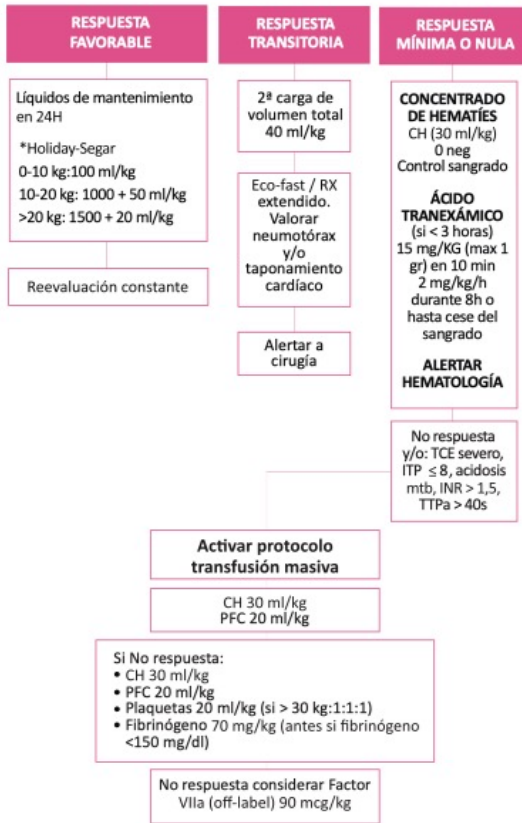 RESPUESTA
FAVORABLE
Líquidos de mantenimiento
en 24H
*Holiday-Segar
0-10 kg:100 ml/kg
10-20 kg: 1000 + 50 ml/kg
>20 kg: 1500 + 20 ml/kg
Reevaluación constante
RESPUESTA
TRANSITORIA
2ª carga de
volumen total
40 ml/kg
Eco-fast / RX
extendido.
Valorar
neumotórax
y/o
taponamiento
cardíaco
Alertar a
cirugía
RESPUESTA
MÍNIMA O NULA
CONCENTRADO
DE HEMATÍES
CH (30 ml/kg)
0 neg
Control sangrado
ÁCIDO
TRANEXÁMICO
(si < 3 horas)
15 mg/KG (max 1
gr) en 10 min
2 mg/kg/h
durante 8h o
hasta cese del
sangrado
ALERTAR
HEMATOLOGÍA
No respuesta
y/o: TCE severo,
ITP ≤ 8, acidosis
mtb, INR > 1,5,
TTPa > 40s
Activar protocolo
transfusión masiva
CH 30 ml/kg
PFC 20 ml/kg
Si No respuesta:
• CH 30 ml/kg
• PFC 20 ml/kg
• Plaquetas 20 ml/kg (si > 30 kg:1:1:1)
• Fibrinógeno 70 mg/kg (antes si fibrinógeno
<150 mg/dl)
No respuesta considerar Factor
VIIa (off-label) 90 mcg/kg